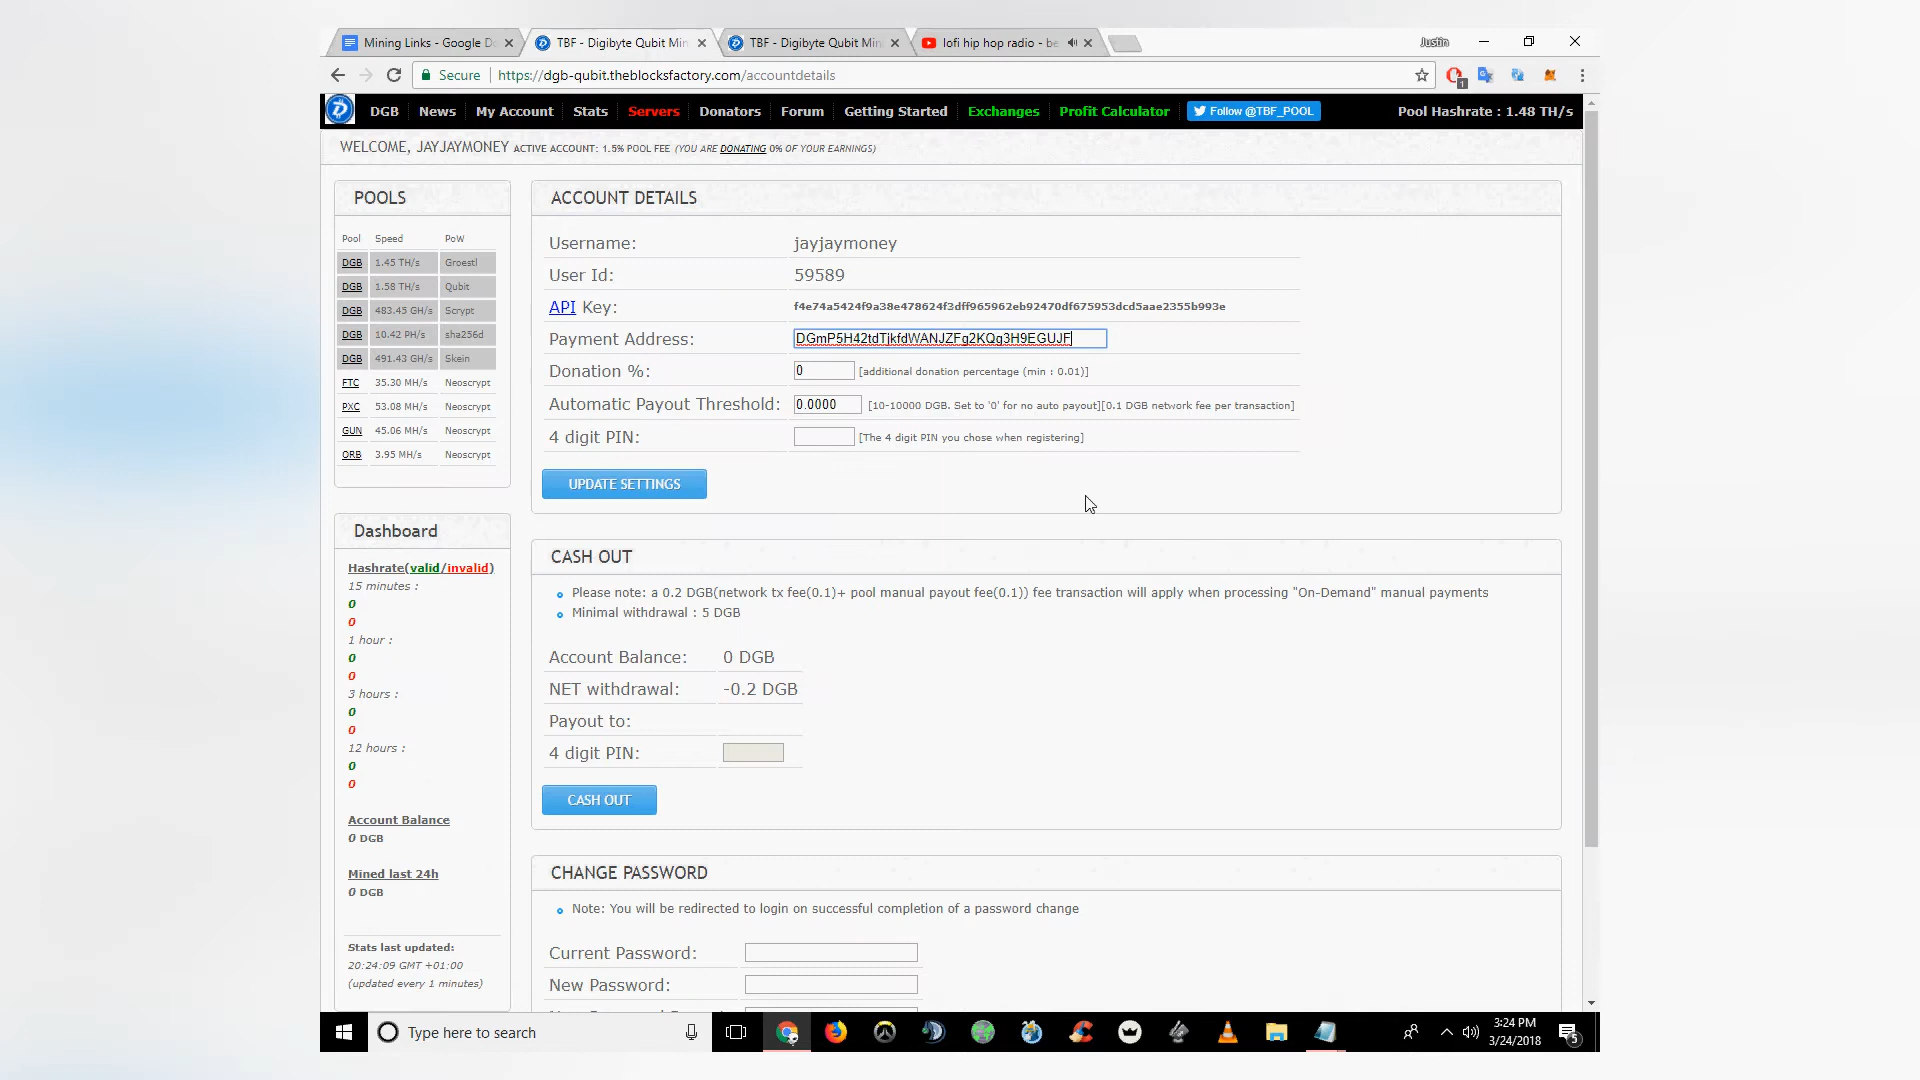 Mining Links - Google D
TBF - Digibyte Qubit Min
TBF - Digibyte Qubit Min
lofi hip hop radio - be
Justin
Secure https://dgb-qubit.theblocksfactory.com/accountdetails
DGB News My Account Stats Servers Donators Forum Getting Started Exchanges Profit Calculator Follow @TBF_POOL Pool Hashrate : 1.48 TH/s
WELCOME, JAYJAYMONEY ACTIVE ACCOUNT: 1.5% POOL FEE (YOU ARE DONATING 0% OF YOUR EARNINGS)
POOLS
Pool Speed PoW
DGB 1.45 TH/s Groestl
DGB 1.58 TH/s Qubit
DGB 483.45 GH/s Scrypt
DGB 10.42 PH/s sha256d
DGB 491.43 GH/s Skein
FTC 35.30 MH/s Neoscrypt
PXC 53.08 MH/s Neoscrypt
GUN 45.06 MH/s Neoscrypt
ORB 3.95 MH/s Neoscrypt
Dashboard
Hashrate(valid/invalid)
15 minutes :
0
0
1 hour :
0
0
3 hours :
0
0
12 hours :
0
0
Account Balance
0 DGB
Mined last 24h
0 DGB
Stats last updated:
20:24:09 GMT +01:00
(updated every 1 minutes)
ACCOUNT DETAILS
Username: jayjaymoney
User Id: 59589
API Key: f4e74a5424f9a38e478624f3dff965962eb92470df675953dcd5aae2355b993e
Payment Address: DGmP5H42tdTjkfdWANJZFg2KQg3H9EGUJF
Donation %: 0 [additional donation percentage (min : 0.01)]
Automatic Payout Threshold: 0.0000 [10-10000 DGB. Set to '0' for no auto payout][0.1 DGB network fee per transaction]
4 digit PIN: [The 4 digit PIN you chose when registering]
UPDATE SETTINGS
CASH OUT
Please note: a 0.2 DGB(network tx fee(0.1)+ pool manual payout fee(0.1)) fee transaction will apply when processing "On-Demand" manual payments
Minimal withdrawal : 5 DGB
Account Balance: 0 DGB
NET withdrawal: -0.2 DGB
Payout to:
4 digit PIN:
CASH OUT
CHANGE PASSWORD
Note: You will be redirected to login on successful completion of a password change
Current Password:
New Password:
Type here to search
3:24 PM
3/24/2018
5